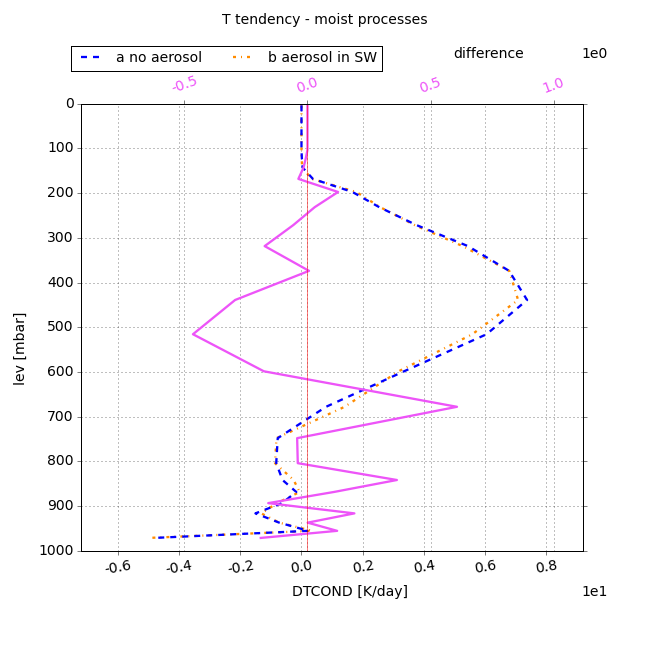 T tendency - moist processes
a no aerosol b aerosol in SW difference 1e0
-0.5 0.0 0.5 1.0
0
100
200
300
400
500
600
700
800
900
1000
lev [mbar]
-0.6 -0.4 -0.2 0.0 0.2 0.4 0.6 0.8
DTCOND [K/day] 1e1